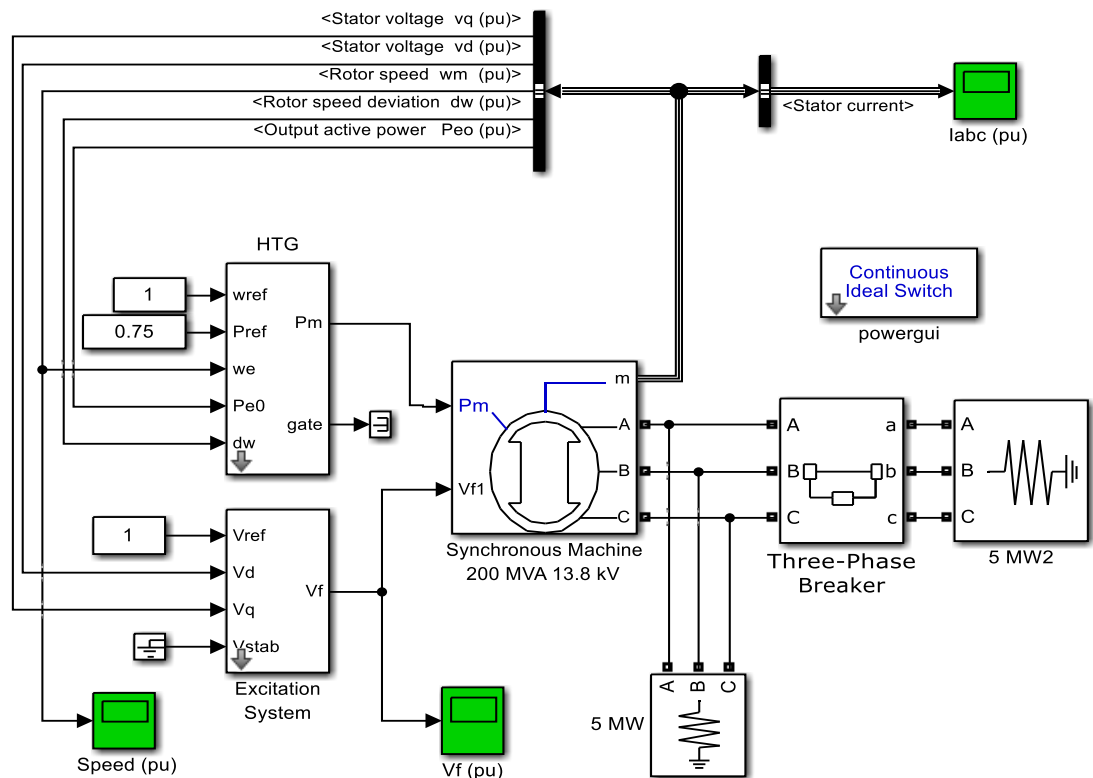 <Stator voltage vq (pu)>
<Stator voltage vd (pu)>
<Rotor speed wm (pu)>
<Rotor speed deviation dw (pu)>
<Output active power Peo (pu)>
<Stator current>
Iabc (pu)
HTG
1
0.75
wref
Pref
we
Pe0
dw
Pm
gate
Continuous
Ideal Switch
powergui
m
Pm
Vf1
A
B
C
Synchronous Machine
200 MVA 13.8 kV
A
B
C
a
b
c
Three-Phase
Breaker
A
B
C
5 MW2
1
Vref
Vd
Vq
Vstab
Vf
Excitation
System
A
B
C
5 MW
Speed (pu)
Vf (pu)